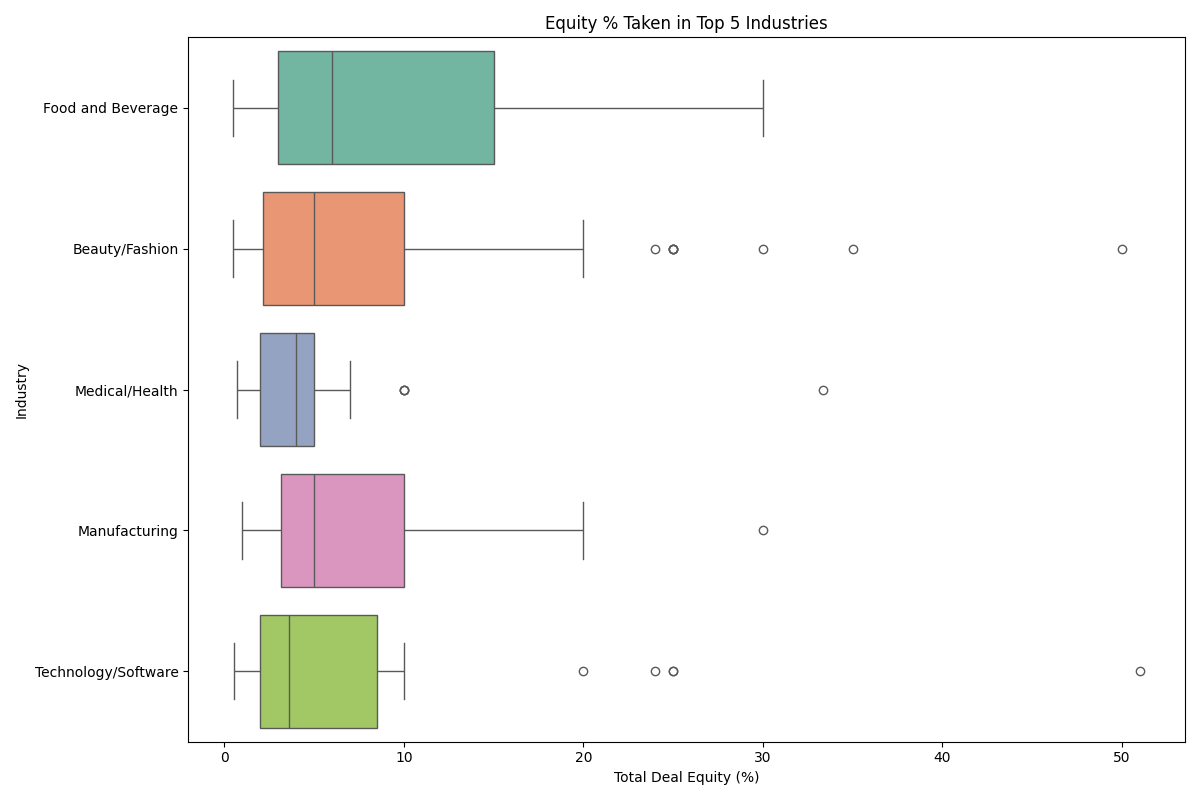 Equity % Taken in Top 5 Industries
Food and Beverage
Beauty/Fashion
Medical/Health
Manufacturing
Technology/Software
Industry
0 10 20 30 40 50
Total Deal Equity (%)